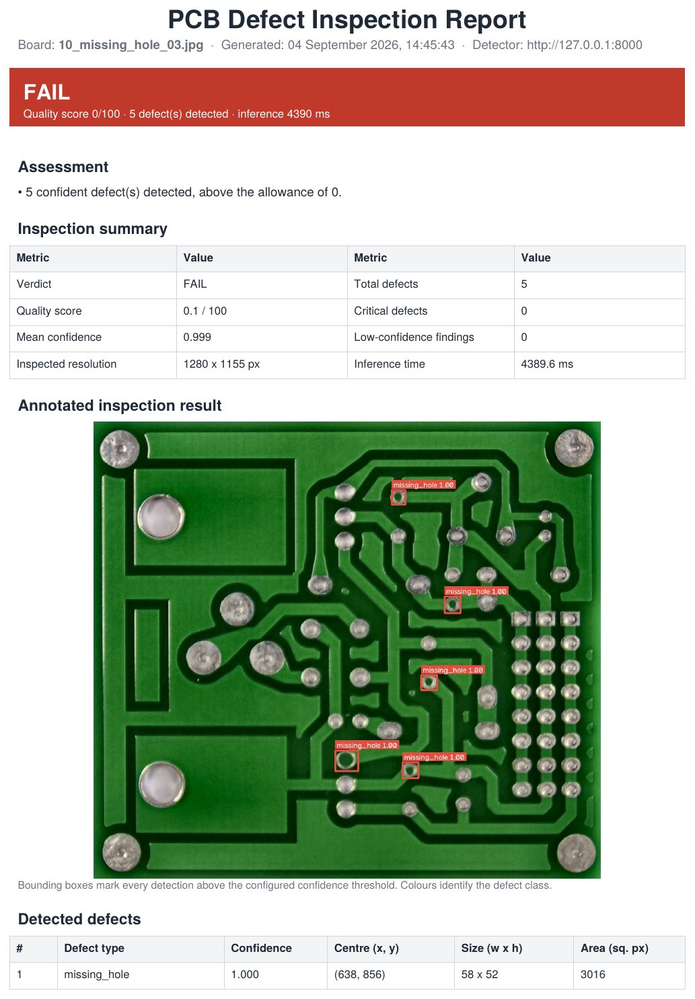 PCB Defect Inspection Report
Board: 10_missing_hole_03.jpg · Generated: 04 September 2026, 14:45:43 · Detector: http://127.0.0.1:8000
FAIL
Quality score 0/100 · 5 defect(s) detected · inference 4390 ms
Assessment
• 5 confident defect(s) detected, above the allowance of 0.
Inspection summary
Metric Value Metric Value
Verdict FAIL Total defects 5
Quality score 0.1 / 100 Critical defects 0
Mean confidence 0.999 Low-confidence findings 0
Inspected resolution 1280 x 1155 px Inference time 4389.6 ms
Annotated inspection result
missing_hole 1.00
missing_hole 1.00
missing_hole 1.00
missing_hole 1.00
missing_hole 1.00
Bounding boxes mark every detection above the configured confidence threshold. Colours identify the defect class.
Detected defects
# Defect type Confidence Centre (x, y) Size (w x h) Area (sq. px)
1 missing_hole 1.000 (638, 856) 58 x 52 3016